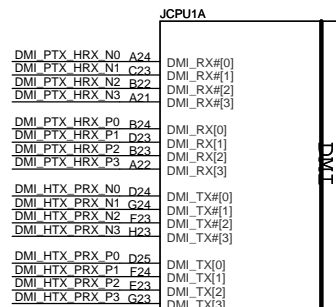 JCPU1A
DMI_PTX_HRX_N0 A24 DMI_RX#[0]
DMI_PTX_HRX_N1 C23 DMI_RX#[1]
DMI_PTX_HRX_N2 B22 DMI_RX#[2]
DMI_PTX_HRX_N3 A21 DMI_RX#[3]
DMI_PTX_HRX_P0 B24 DMI_RX[0]
DMI_PTX_HRX_P1 D23 DMI_RX[1]
DMI_PTX_HRX_P2 B23 DMI_RX[2]
DMI_PTX_HRX_P3 A22 DMI_RX[3]
DMI
DMI_HTX_PRX_N0 D24 DMI_TX#[0]
DMI_HTX_PRX_N1 G24 DMI_TX#[1]
DMI_HTX_PRX_N2 F23 DMI_TX#[2]
DMI_HTX_PRX_N3 H23 DMI_TX#[3]
DMI_HTX_PRX_P0 D25 DMI_TX[0]
DMI_HTX_PRX_P1 F24 DMI_TX[1]
DMI_HTX_PRX_P2 E23 DMI_TX[2]
DMI_HTX_PRX_P3 G23 DMI_TX[3]